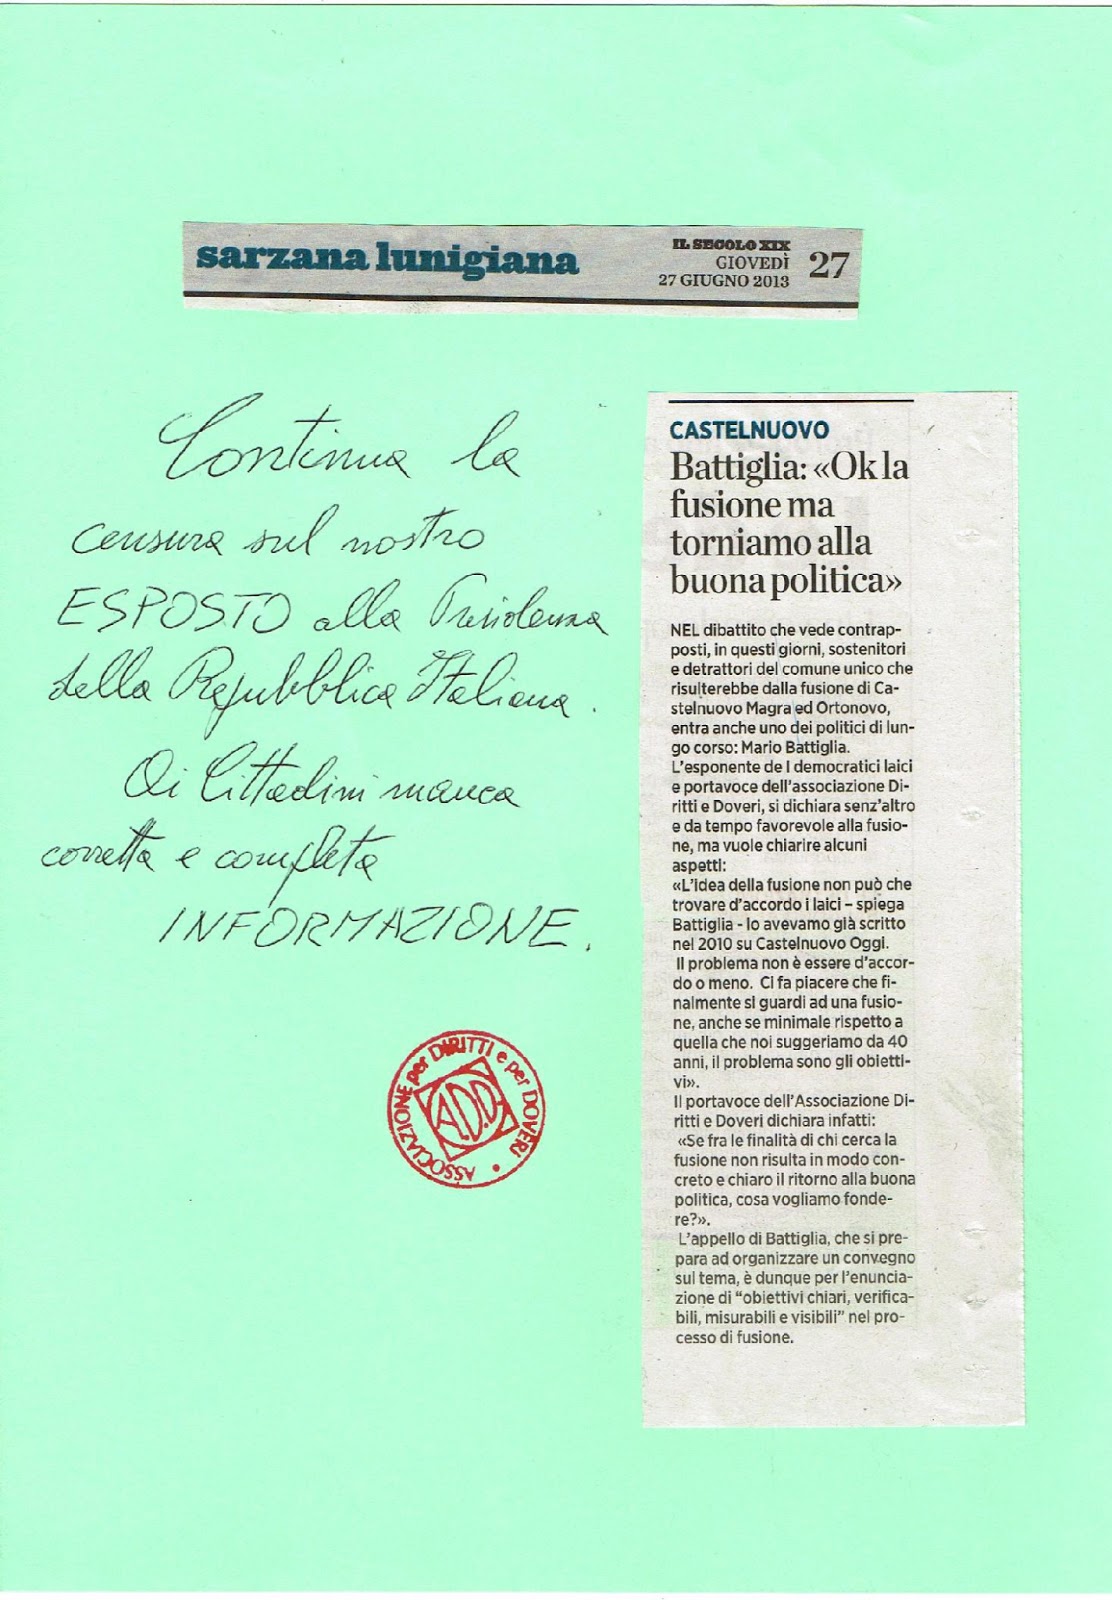 sarzana lunigiana
IL SECOLO XIX
GIOVEDÌ
27 GIUGNO 2013
27
Continua la
censura sul nostro
ESPOSTO alla Presidenza
della Repubblica Italiana.
Ai Cittadini manca
corretta e completa
INFORMAZIONE.
ASSOCIAZIONE per DIRITTI e per DOVERI
A.D.D.
CASTELNUOVO
Battiglia: «Ok la
fusione ma
torniamo alla
buona politica»
NEL dibattito che vede contrap-
posti, in questi giorni, sostenitori
e detrattori del comune unico che
risulterebbe dalla fusione di Ca-
stelnuovo Magra ed Ortonovo,
entra anche uno dei politici di lun-
go corso: Mario Battiglia.
L'esponente de I democratici laici
e portavoce dell'associazione Di-
ritti e Doveri, si dichiara senz'altro
e da tempo favorevole alla fusio-
ne, ma vuole chiarire alcuni
aspetti:
«L'idea della fusione non può che
trovare d'accordo i laici – spiega
Battiglia - lo avevamo già scritto
nel 2010 su Castelnuovo Oggi.
Il problema non è essere d'accor-
do o meno. Ci fa piacere che fi-
nalmente si guardi ad una fusio-
ne, anche se minimale rispetto a
quella che noi suggeriamo da 40
anni, il problema sono gli obietti-
vi».
Il portavoce dell'Associazione Di-
ritti e Doveri dichiara infatti:
«Se fra le finalità di chi cerca la
fusione non risulta in modo con-
creto e chiaro il ritorno alla buona
politica, cosa vogliamo fonde-
re?».
L'appello di Battiglia, che si pre-
para ad organizzare un convegno
sul tema, è dunque per l'enuncia-
zione di "obiettivi chiari, verifica-
bili, misurabili e visibili" nel pro-
cesso di fusione.